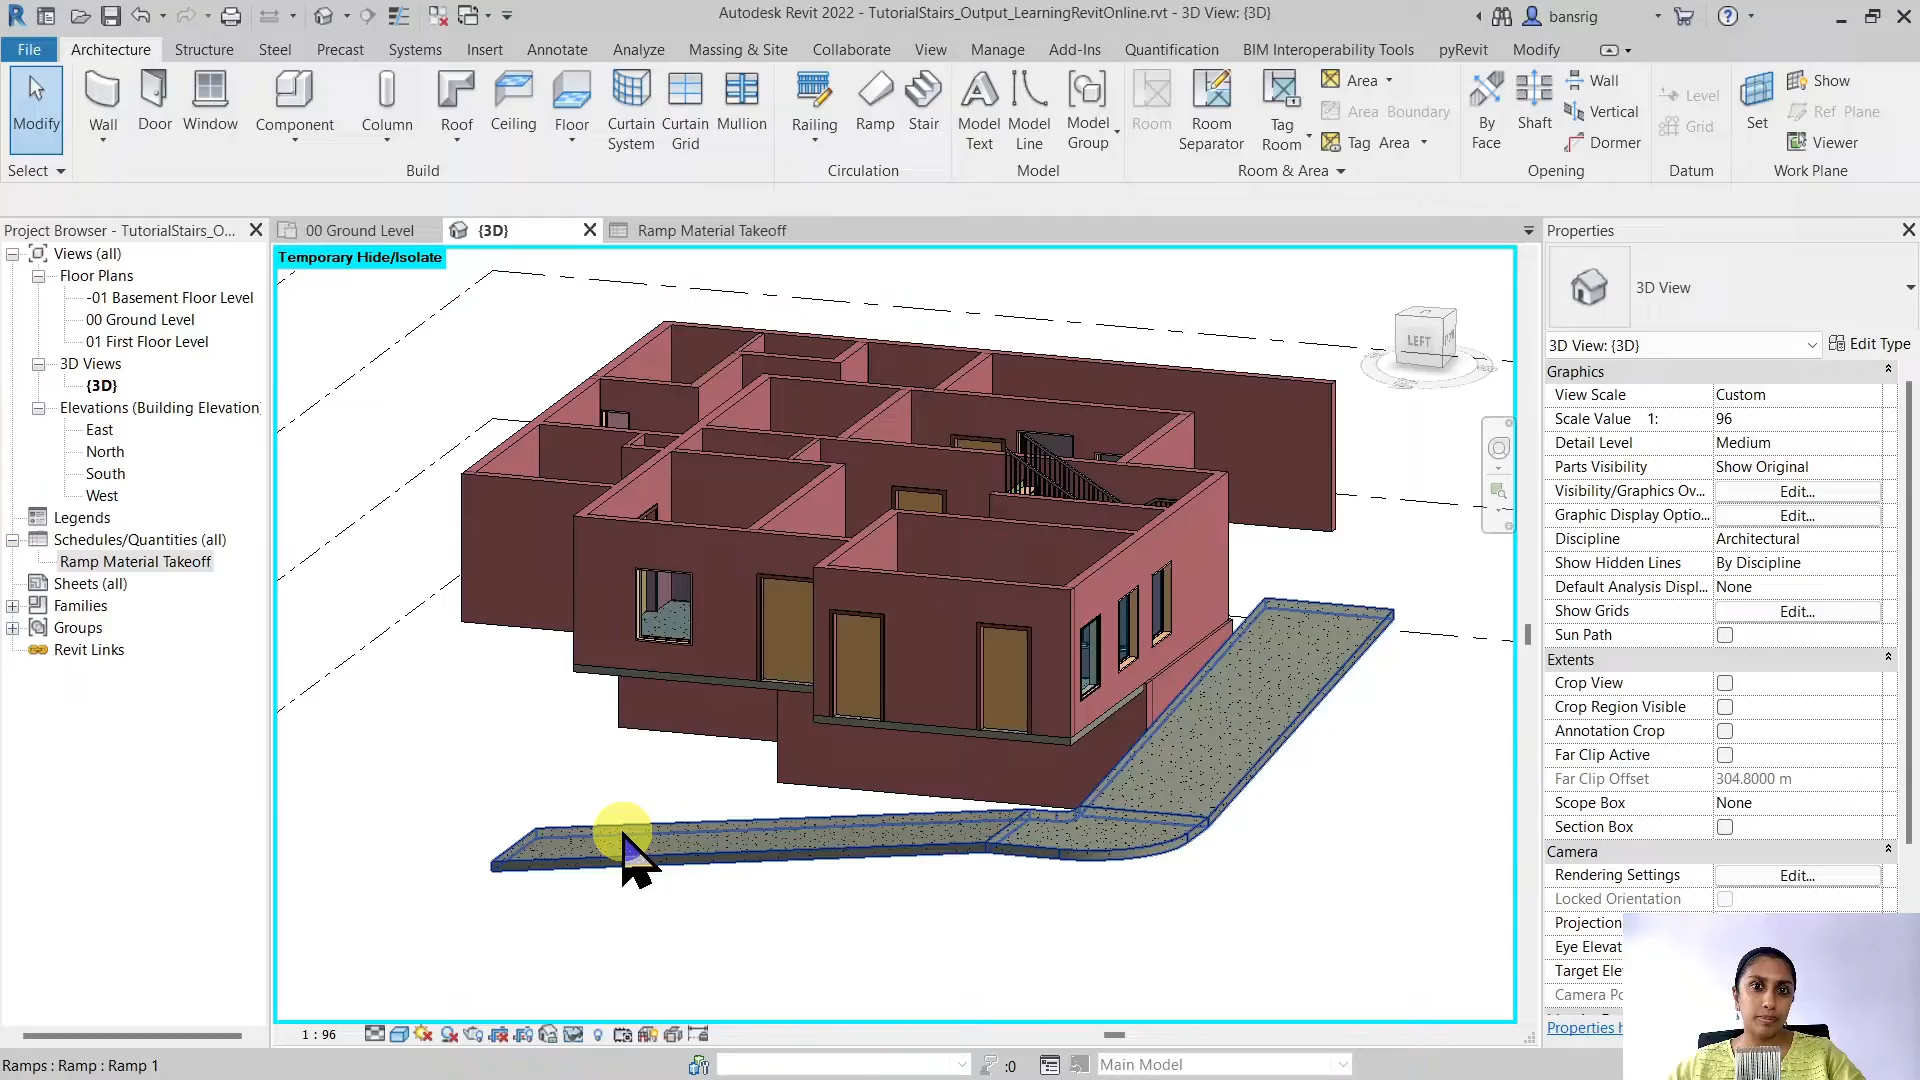 Autodesk Revit 2022 - TutorialStairs_Output_LearningRevitOnline.rvt - 3D View: {3D}
bansrig
File
Architecture
Structure
Steel
Precast
Systems
Insert
Annotate
Analyze
Massing & Site
Collaborate
View
Manage
Add-Ins
Quantification
BIM Interoperability Tools
pyRevit
Modify
Modify
Wall
Door
Window
Component
Column
Roof
Ceiling
Floor
Curtain System
Curtain Grid
Mullion
Railing
Ramp
Stair
Model Text
Model Line
Model Group
Room
Room Separator
Tag Room
Area
Area Boundary
Tag Area
By Face
Shaft
Wall
Vertical
Dormer
Level
Grid
Set
Show
Ref Plane
Viewer
Select
Build
Circulation
Model
Room & Area
Opening
Datum
Work Plane
Project Browser - TutorialStairs_O...
00 Ground Level
{3D}
Ramp Material Takeoff
Properties
Views (all)
Floor Plans
-01 Basement Floor Level
00 Ground Level
01 First Floor Level
3D Views
{3D}
Elevations (Building Elevation
East
North
South
West
Legends
Schedules/Quantities (all)
Ramp Material Takeoff
Sheets (all)
Families
Groups
Revit Links
Temporary Hide/Isolate
LEFT
3D View
3D View: {3D}
Edit Type
Graphics
View Scale Custom
Scale Value 1: 96
Detail Level Medium
Parts Visibility Show Original
Visibility/Graphics Ov... Edit...
Graphic Display Optio... Edit...
Discipline Architectural
Show Hidden Lines By Discipline
Default Analysis Displ... None
Show Grids Edit...
Sun Path
Extents
Crop View
Crop Region Visible
Annotation Crop
Far Clip Active
Far Clip Offset 304.8000 m
Scope Box None
Section Box
Camera
Rendering Settings Edit...
Locked Orientation
Projection
Eye Elevat
Target Ele
Camera Po
Properties h
1 : 96
Ramps : Ramp : Ramp 1
:0
Main Model